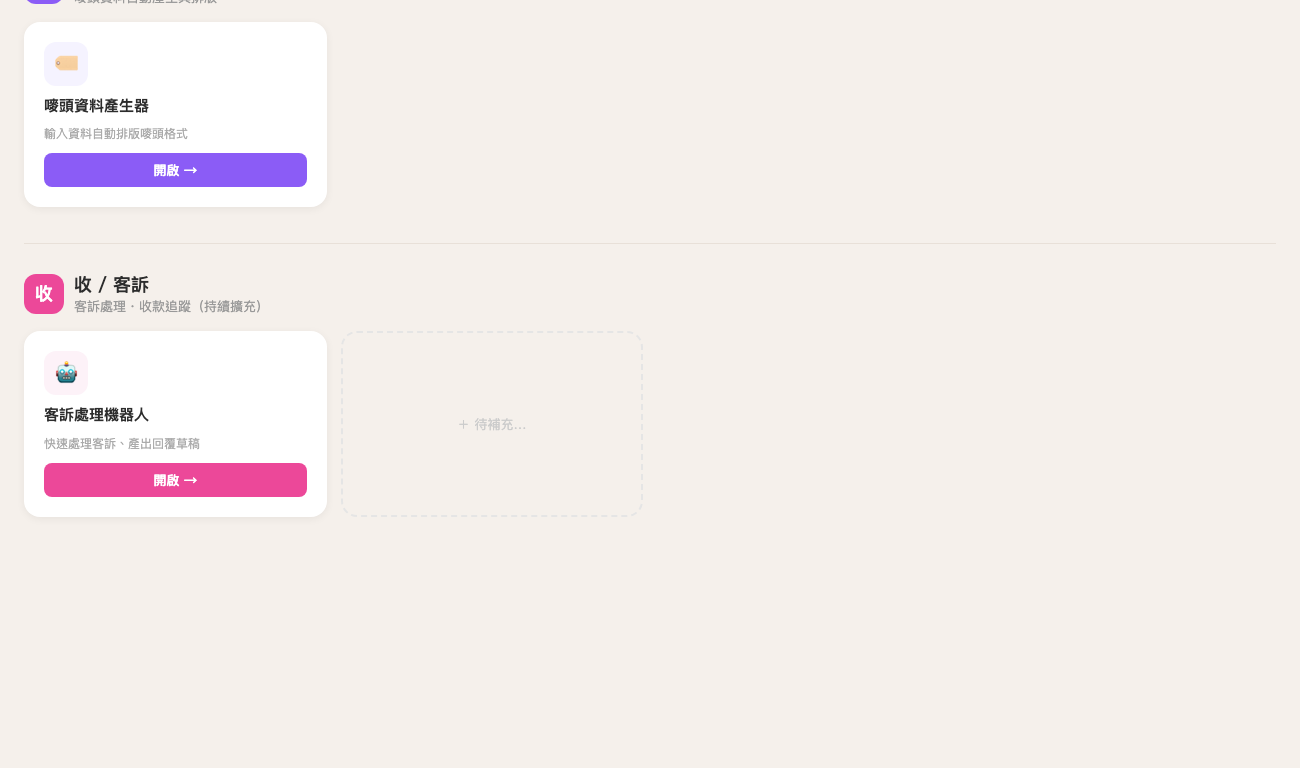 嘜頭資料產生器
輸入資料自動排版嘜頭格式
開啟 →
收
收 / 客訴
客訴處理 · 收款追蹤（持續擴充）
客訴處理機器人
快速處理客訴、產出回覆草稿
開啟 →
＋ 待補充...